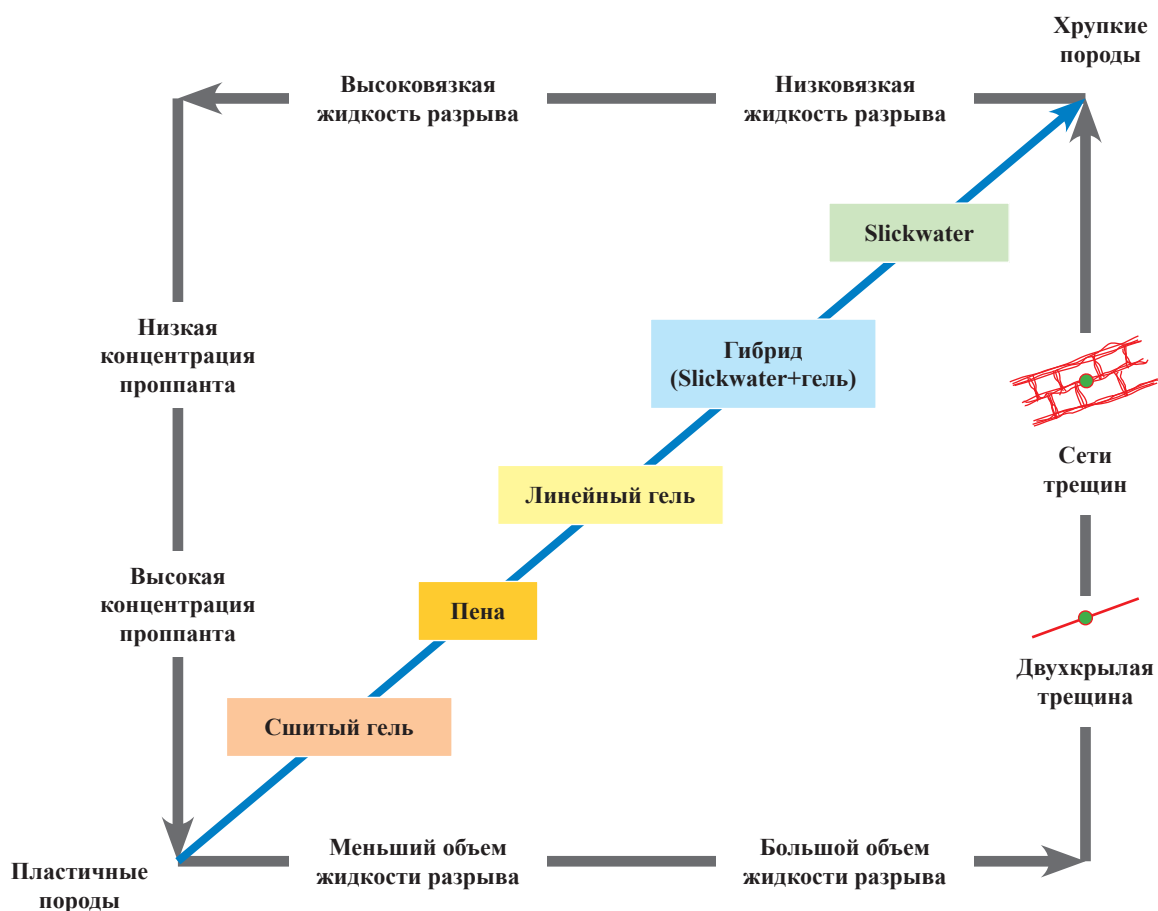 Хрупкие
породы
Высоковязкая
жидкость разрыва
Низковязкая
жидкость разрыва
Slickwater
Низкая
концентрация
проппанта
Гибрид
(Slickwater+гель)
Сети
трещин
Линейный гель
Высокая
концентрация
проппанта
Пена
Двухкрылая
трещина
Сшитый гель
Меньший объем
жидкости разрыва
Большой объем
жидкости разрыва
Пластичные
породы